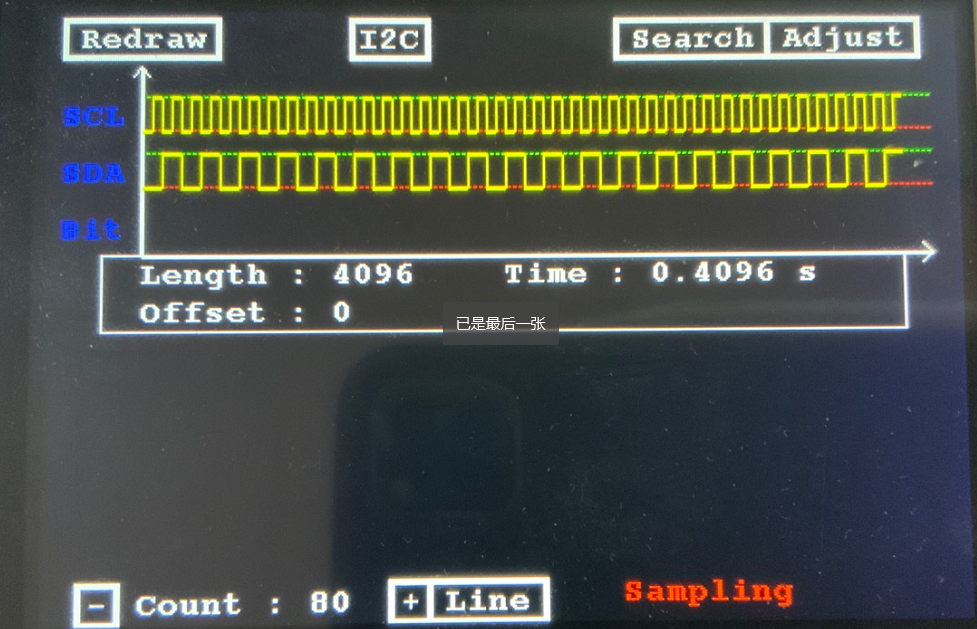 Redraw I2C Search Adjust
SCL
SDA
Bit
Length : 4096 Time : 0.4096 s
Offset : 0
已是最后一张
- Count : 80 + Line Sampling